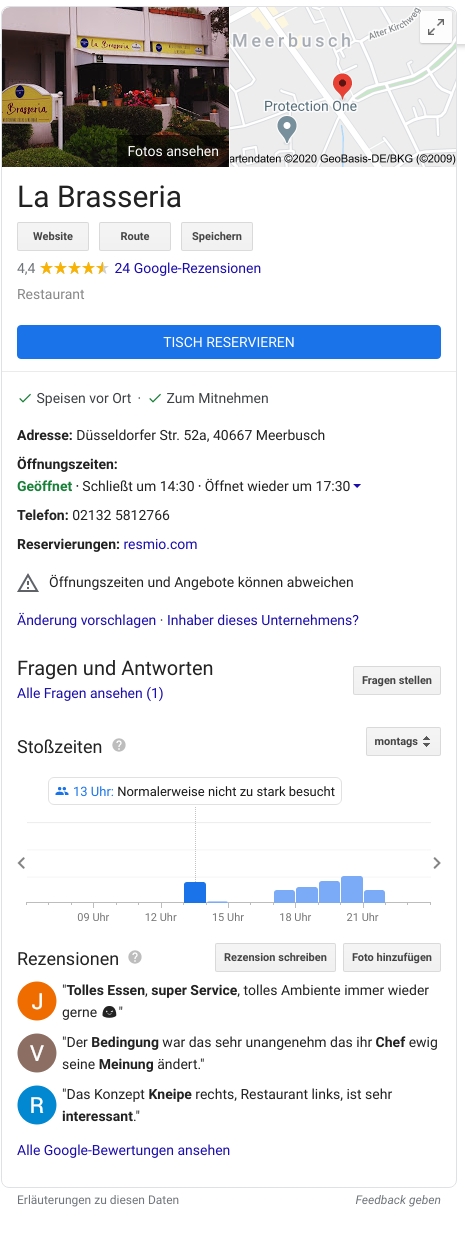 La Brasseria
La Brasseria
Fotos ansehen
Meerbusch
Alter Kirchweg
Protection One
artendaten ©2020 GeoBasis-DE/BKG (©2009)
La Brasseria
Website
Route
Speichern
4,4
24 Google-Rezensionen
Restaurant
TISCH RESERVIEREN
Speisen vor Ort · Zum Mitnehmen
Adresse: Düsseldorfer Str. 52a, 40667 Meerbusch
Öffnungszeiten:
Geöffnet · Schließt um 14:30 · Öffnet wieder um 17:30
Telefon: 02132 5812766
Reservierungen: resmio.com
Öffnungszeiten und Angebote können abweichen
Änderung vorschlagen · Inhaber dieses Unternehmens?
Fragen und Antworten
Alle Fragen ansehen (1)
Fragen stellen
Stoßzeiten ?
montags
13 Uhr: Normalerweise nicht zu stark besucht
09 Uhr 12 Uhr 15 Uhr 18 Uhr 21 Uhr
Rezensionen ?
Rezension schreiben
Foto hinzufügen
J
"Tolles Essen, super Service, tolles Ambiente immer wieder
gerne "
V
"Der Bedingung war das sehr unangenehm das ihr Chef ewig
seine Meinung ändert."
R
"Das Konzept Kneipe rechts, Restaurant links, ist sehr
interessant."
Alle Google-Bewertungen ansehen
Erläuterungen zu diesen Daten
Feedback geben